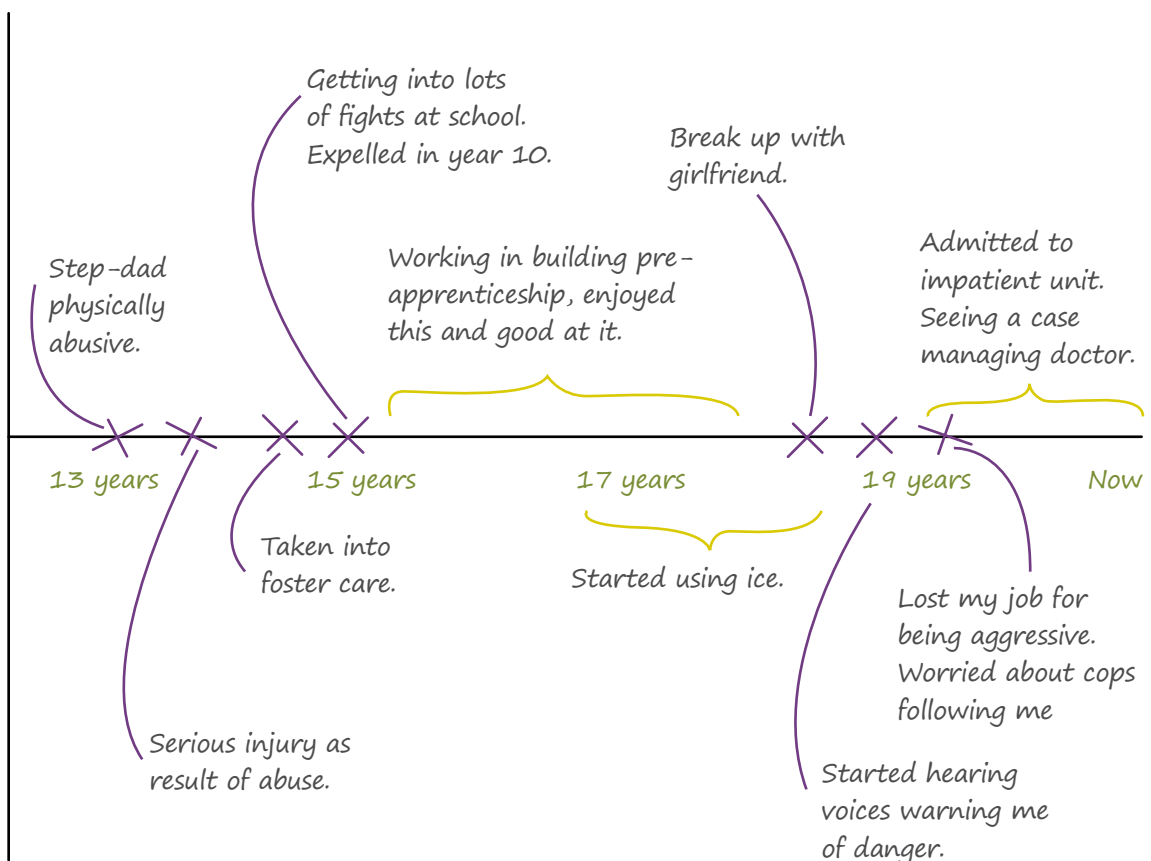 Getting into lots
of fights at school.
Expelled in year 10.
Break up with
girlfriend.
Step-dad
physically
abusive.
Working in building pre-
apprenticeship, enjoyed
this and good at it.
Admitted to
impatient unit.
Seeing a case
managing doctor.
13 years
15 years
17 years
19 years
Now
Taken into
foster care.
Started using ice.
Lost my job for
being aggressive.
Worried about cops
following me
Serious injury as
result of abuse.
Started hearing
voices warning me
of danger.